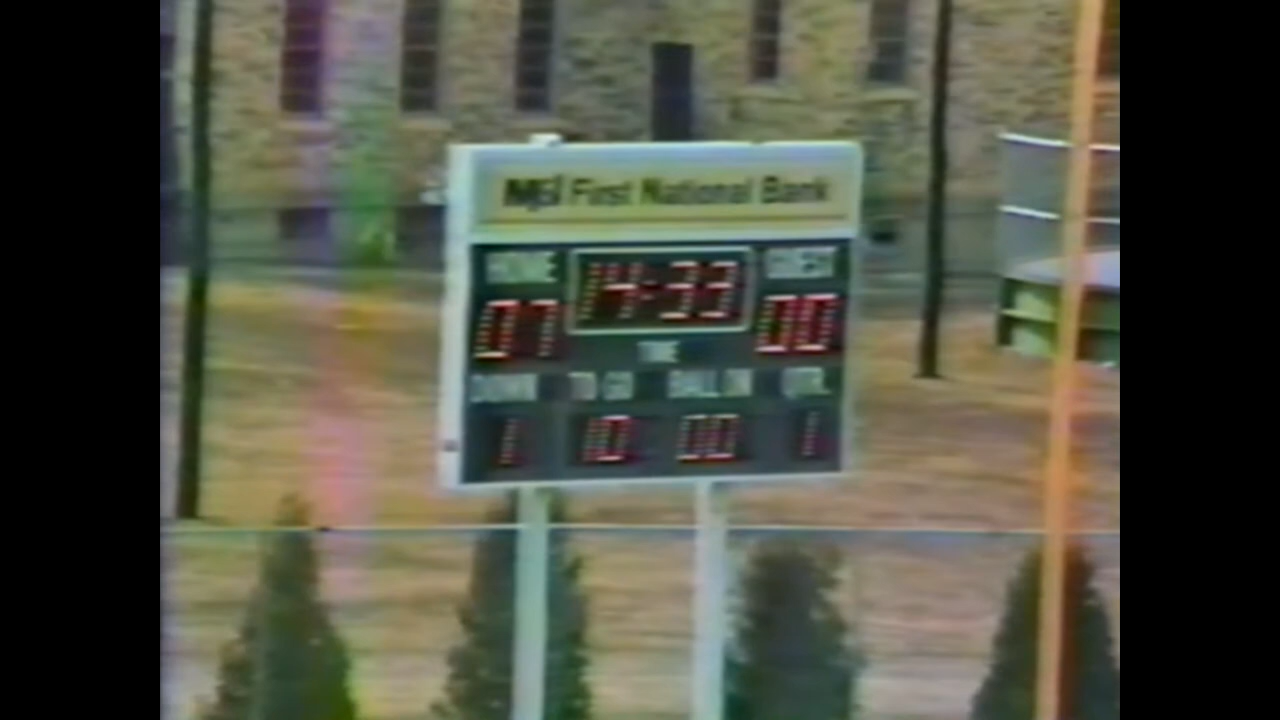 First National Bank
HOME 14:33 GUEST
07 00
TIME
DOWN TO GO BALL ON QTR.
1 10 00 1